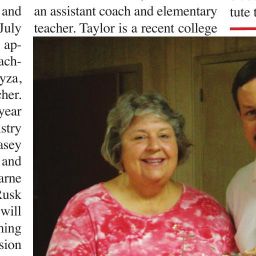 and
July
ap-
ach-
yza,
cher.
year
stry
asey
and
arne
Rusk
will
ning
sion
an assistant coach and elementary
teacher. Taylor is a recent college
tute t